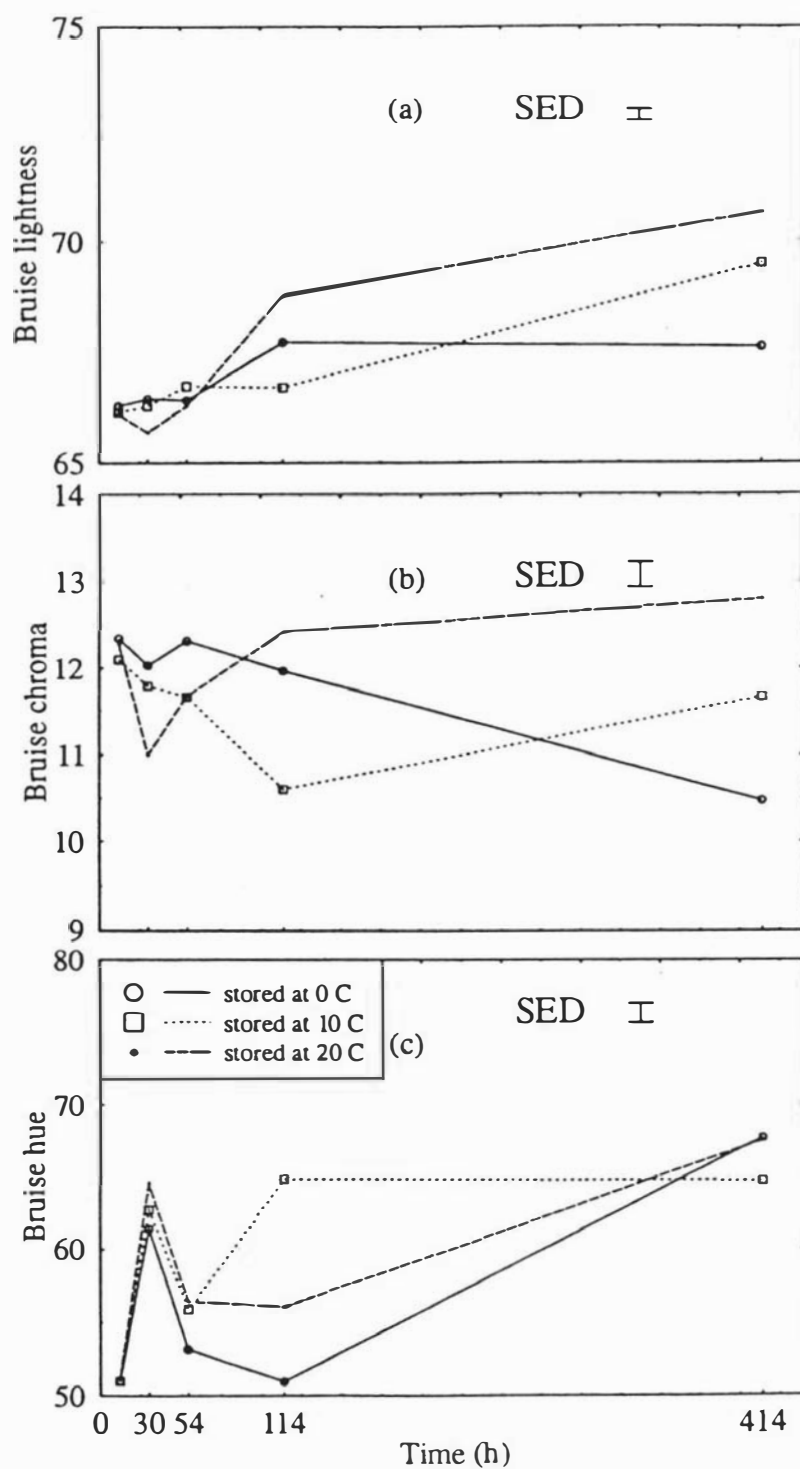 75
(a) SED
70
Bruise lightness
65
14
13
(b) SED
12
11
Bruise chroma
10
9
80
stored at 0 C
SED
stored at 10 C
stored at 20 C
(c)
70
Bruise hue
60
50
0 30 54 114 414
Time (h)